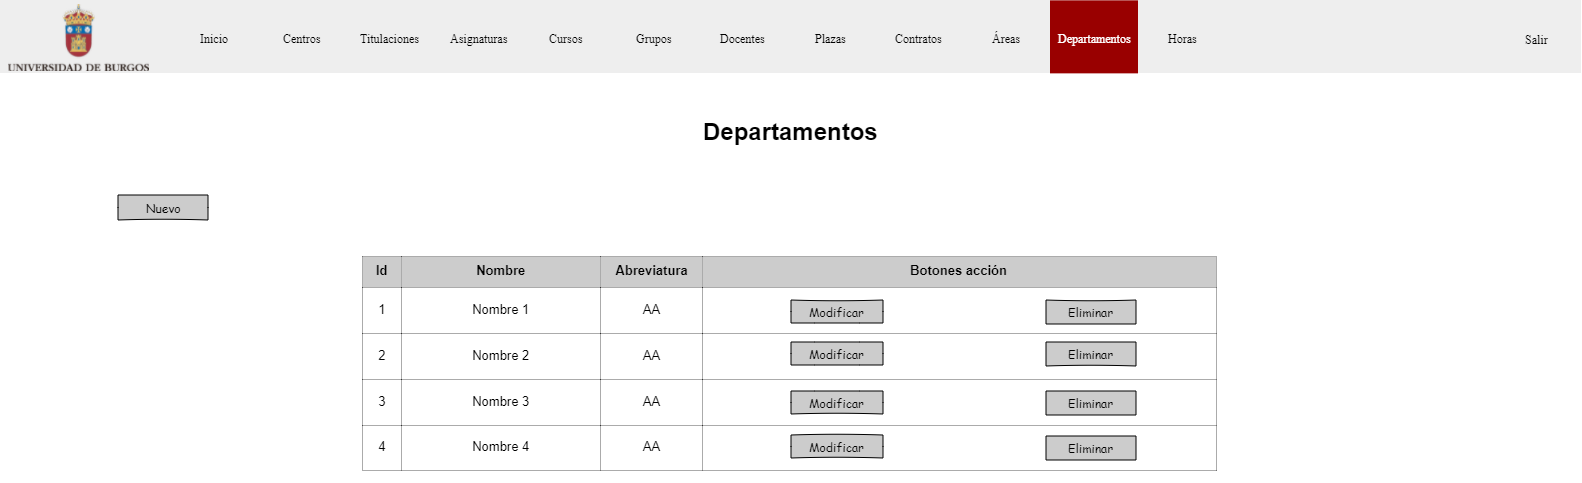 UNIVERSIDAD DE BURGOS
Inicio Centros Titulaciones Asignaturas Cursos Grupos Docentes Plazas Contratos Áreas Departamentos Horas Salir
Departamentos
Nuevo
Id Nombre Abreviatura Botones acción
1 Nombre 1 AA Modificar Eliminar
2 Nombre 2 AA Modificar Eliminar
3 Nombre 3 AA Modificar Eliminar
4 Nombre 4 AA Modificar Eliminar